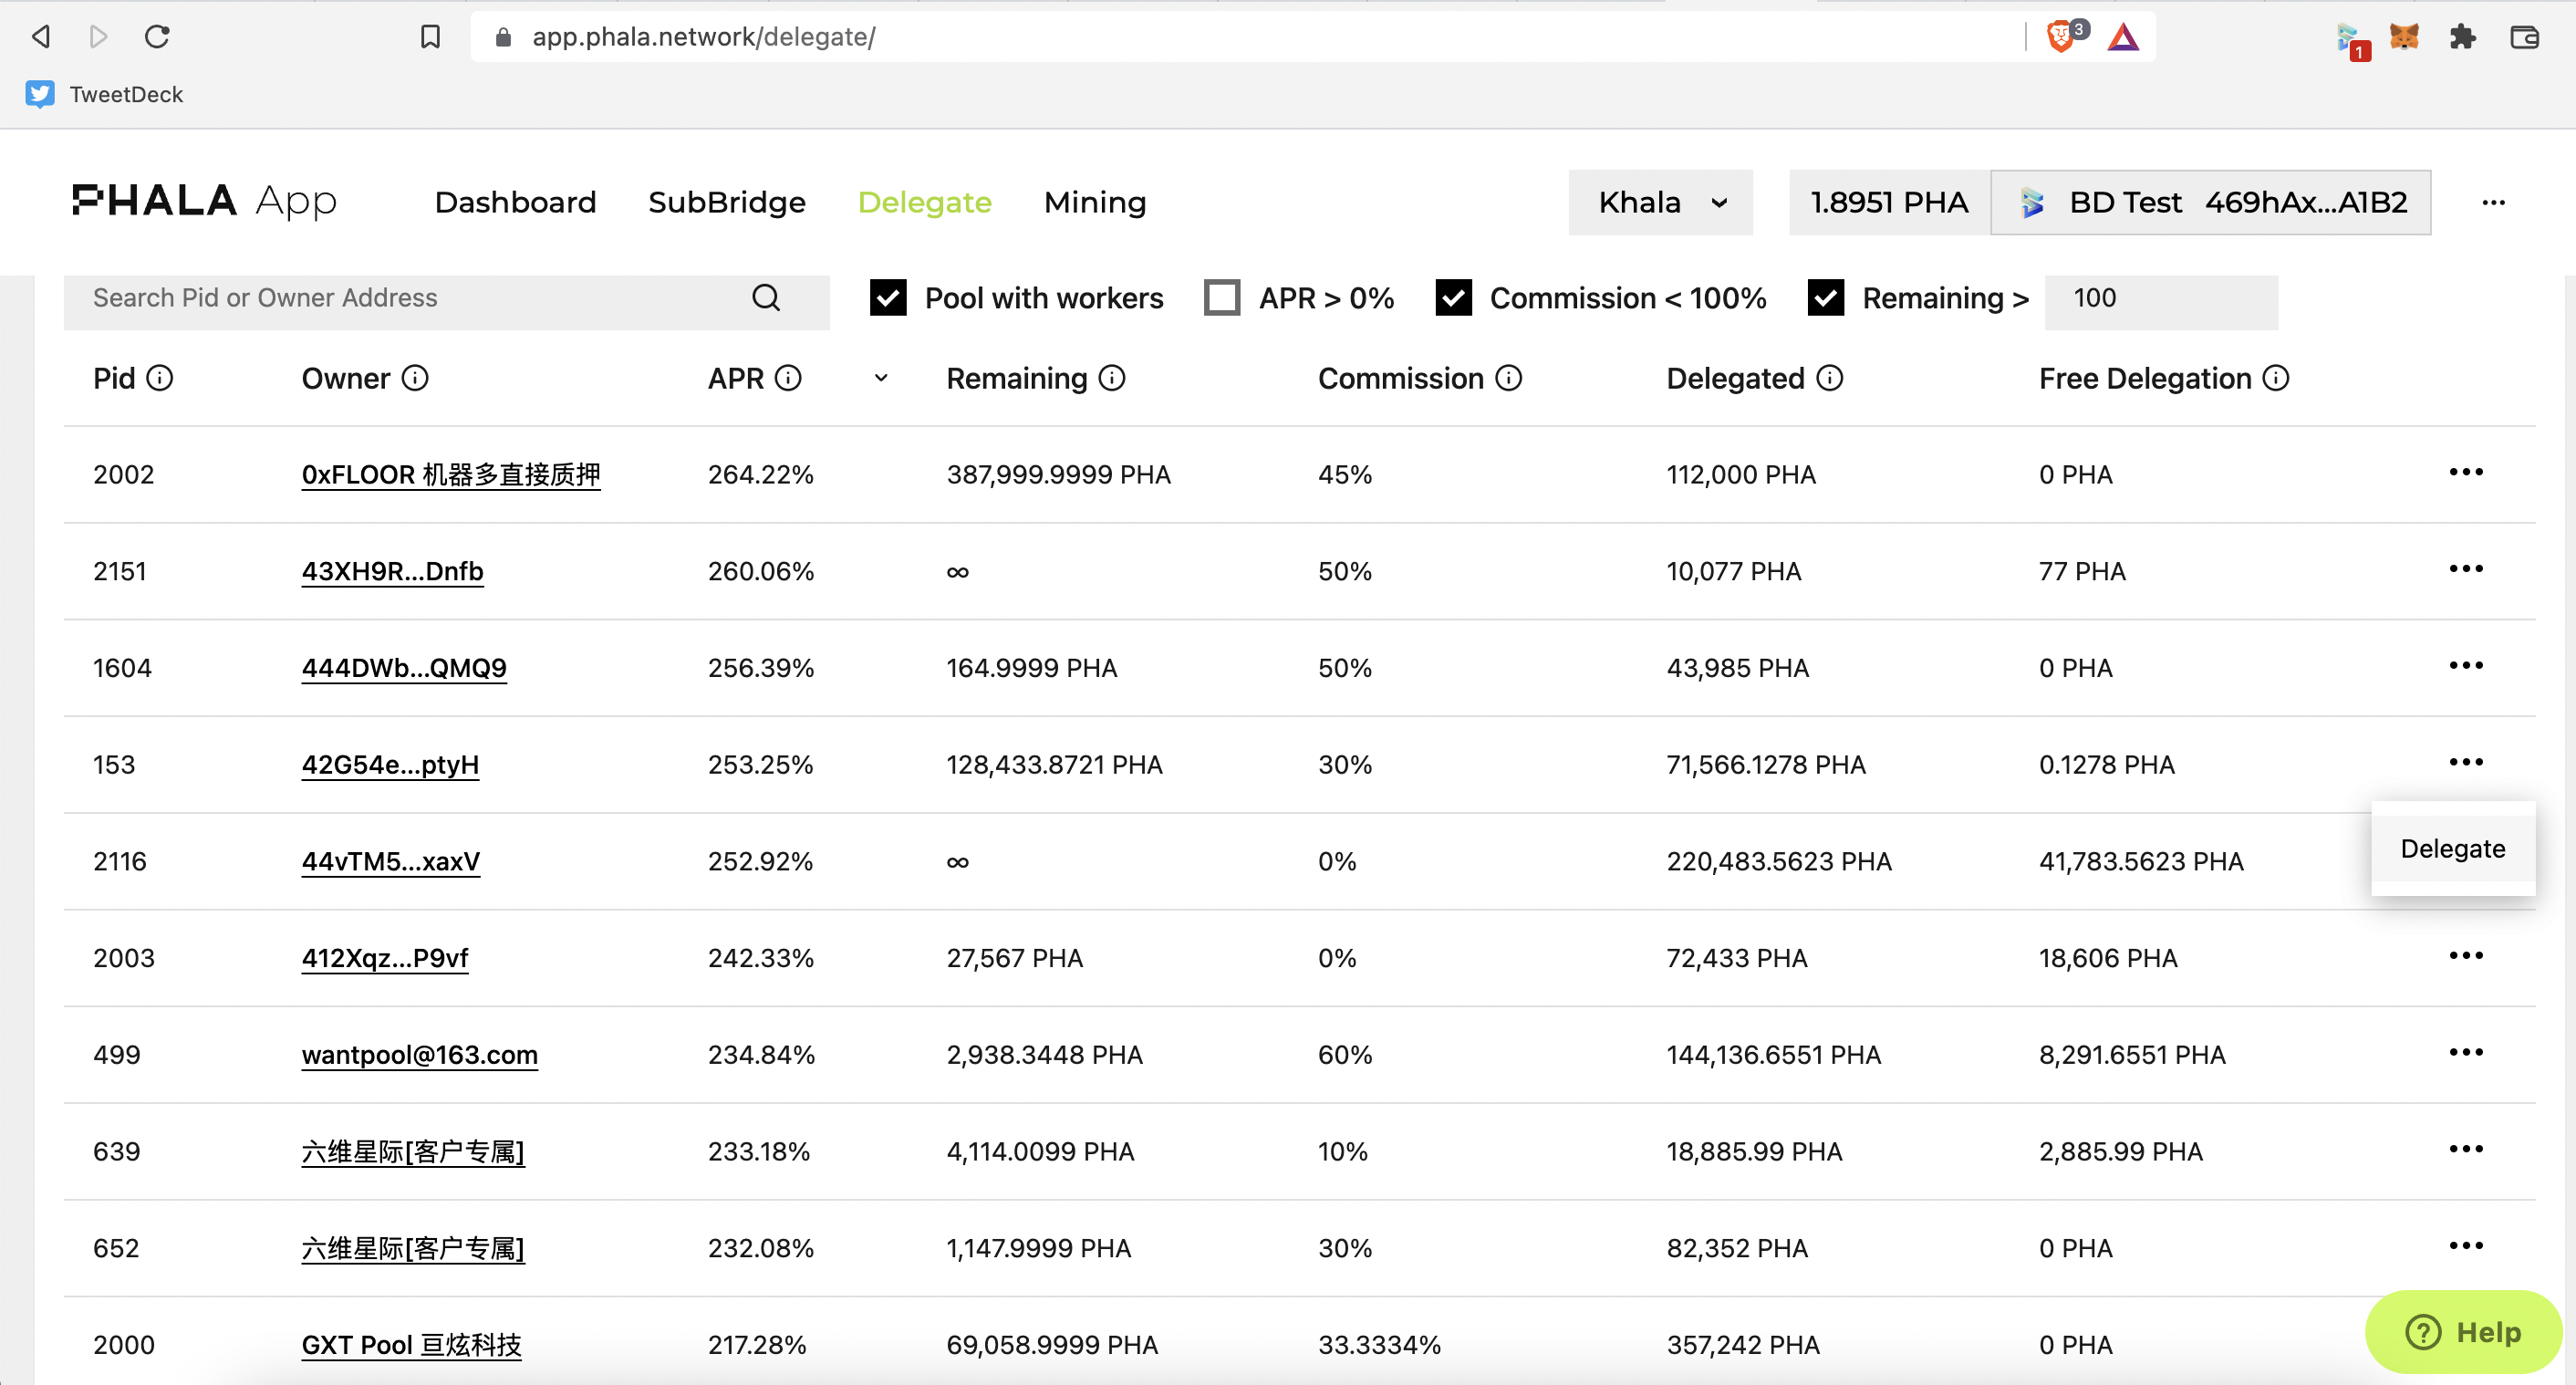 app.phala.network/delegate/
3
1
TweetDeck
PHALA App Dashboard SubBridge Delegate Mining Khala 1.8951 PHA BD Test 469hAx...A1B2 ...
Search Pid or Owner Address Pool with workers APR > 0% Commission < 100% Remaining > 100
Pid Owner APR Remaining Commission Delegated Free Delegation
2002 0xFLOOR 机器多直接质押 264.22% 387,999.9999 PHA 45% 112,000 PHA 0 PHA
2151 43XH9R...Dnfb 260.06% ∞ 50% 10,077 PHA 77 PHA
1604 444DWb...QMQ9 256.39% 164.9999 PHA 50% 43,985 PHA 0 PHA
153 42G54e...ptyH 253.25% 128,433.8721 PHA 30% 71,566.1278 PHA 0.1278 PHA
2116 44vTM5...xaxV 252.92% ∞ 0% 220,483.5623 PHA 41,783.5623 PHA Delegate
2003 412Xqz...P9vf 242.33% 27,567 PHA 0% 72,433 PHA 18,606 PHA
499 wantpool@163.com 234.84% 2,938.3448 PHA 60% 144,136.6551 PHA 8,291.6551 PHA
639 六维星际[客户专属] 233.18% 4,114.0099 PHA 10% 18,885.99 PHA 2,885.99 PHA
652 六维星际[客户专属] 232.08% 1,147.9999 PHA 30% 82,352 PHA 0 PHA
2000 GXT Pool 亘炫科技 217.28% 69,058.9999 PHA 33.3334% 357,242 PHA 0 PHA
Help